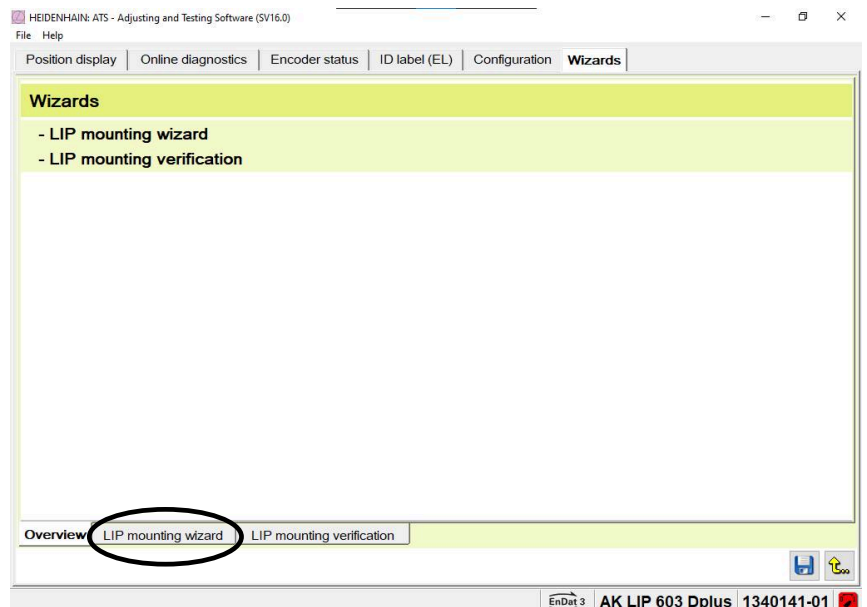 HEIDENHAIN: ATS - Adjusting and Testing Software (SV16.0)
File Help
Position display Online diagnostics Encoder status ID label (EL) Configuration Wizards
Wizards
- LIP mounting wizard
- LIP mounting verification
Overview LIP mounting wizard LIP mounting verification
EnDat 3 AK LIP 603 Dplus 1340141-01